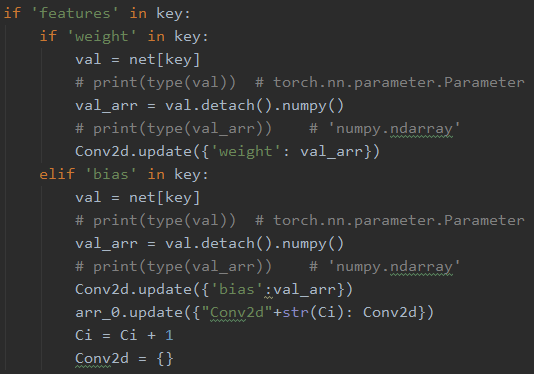 if 'features' in key:
    if 'weight' in key:
        val = net[key]
        # print(type(val))  # torch.nn.parameter.Parameter
        val_arr = val.detach().numpy()
        # print(type(val_arr))    # 'numpy.ndarray'
        Conv2d.update({'weight': val_arr})
    elif 'bias' in key:
        val = net[key]
        # print(type(val))  # torch.nn.parameter.Parameter
        val_arr = val.detach().numpy()
        # print(type(val_arr))    # 'numpy.ndarray'
        Conv2d.update({'bias':val_arr})
        arr_0.update({"Conv2d"+str(Ci): Conv2d})
        Ci = Ci + 1
        Conv2d = {}